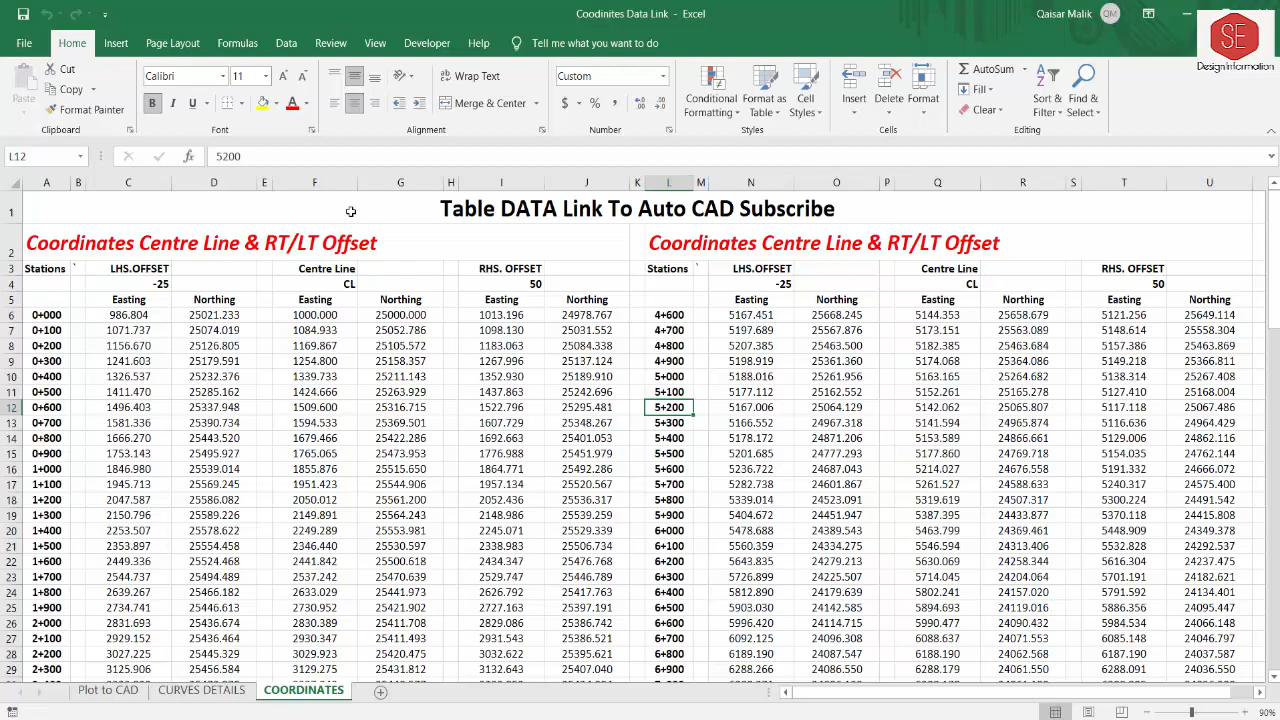 Coodinites Data Link - Excel
Qaisar Malik QM
SE
DesignInformation
File Home Insert Page Layout Formulas Data Review View Developer Help Tell me what you want to do
Cut
Copy
Format Painter
Paste
Clipboard
Calibri 11
B I U
Font
Wrap Text
Merge & Center
Alignment
Custom
$ % ,
Number
Conditional Formatting
Format as Table
Cell Styles
Styles
Insert Delete Format
Cells
AutoSum
Fill
Clear
Sort & Filter
Find & Select
Editing
L12 fx 5200
A B C D E F G H I J K L M N O P Q R S T U
1 Table DATA Link To Auto CAD Subscribe
2 Coordinates Centre Line & RT/LT Offset Coordinates Centre Line & RT/LT Offset
3 Stations ` LHS.OFFSET Centre Line RHS. OFFSET Stations ` LHS.OFFSET Centre Line RHS. OFFSET
4 -25 CL 50 -25 CL 50
5 Easting Northing Easting Northing Easting Northing Easting Northing Easting Northing Easting Northing
6 0+000 986.804 25021.233 1000.000 25000.000 1013.196 24978.767 4+600 5167.451 25668.245 5144.353 25658.679 5121.256 25649.114
7 0+100 1071.737 25074.019 1084.933 25052.786 1098.130 25031.552 4+700 5197.689 25567.876 5173.151 25563.089 5148.614 25558.304
8 0+200 1156.670 25126.805 1169.867 25105.572 1183.063 25084.338 4+800 5207.385 25463.500 5182.385 25463.684 5157.386 25463.869
9 0+300 1241.603 25179.591 1254.800 25158.357 1267.996 25137.124 4+900 5198.919 25361.360 5174.068 25364.086 5149.218 25366.811
10 0+400 1326.537 25232.376 1339.733 25211.143 1352.930 25189.910 5+000 5188.016 25261.956 5163.165 25264.682 5138.314 25267.408
11 0+500 1411.470 25285.162 1424.666 25263.929 1437.863 25242.696 5+100 5177.112 25162.552 5152.261 25165.278 5127.410 25168.004
12 0+600 1496.403 25337.948 1509.600 25316.715 1522.796 25295.481 5+200 5167.006 25064.129 5142.062 25065.807 5117.118 25067.486
13 0+700 1581.336 25390.734 1594.533 25369.501 1607.729 25348.267 5+300 5166.552 24967.318 5141.594 24965.874 5116.636 24964.429
14 0+800 1666.270 25443.520 1679.466 25422.286 1692.663 25401.053 5+400 5178.172 24871.206 5153.589 24866.661 5129.006 24862.116
15 0+900 1753.143 25495.927 1765.065 25473.953 1776.988 25451.979 5+500 5201.685 24777.293 5177.860 24769.718 5154.035 24762.144
16 1+000 1846.980 25539.014 1855.876 25515.650 1864.771 25492.286 5+600 5236.722 24687.043 5214.027 24676.558 5191.332 24666.072
17 1+100 1945.713 25569.245 1951.423 25544.906 1957.134 25520.567 5+700 5282.738 24601.867 5261.527 24588.633 5240.317 24575.400
18 1+200 2047.587 25586.082 2050.012 25561.200 2052.436 25536.317 5+800 5339.014 24523.091 5319.619 24507.317 5300.224 24491.542
19 1+300 2150.796 25589.226 2149.891 25564.243 2148.986 25539.259 5+900 5404.672 24451.947 5387.395 24433.877 5370.118 24415.808
20 1+400 2253.507 25578.622 2249.289 25553.981 2245.071 25529.339 6+000 5478.688 24389.543 5463.799 24369.461 5448.909 24349.378
21 1+500 2353.897 25554.458 2346.440 25530.597 2338.983 25506.734 6+100 5560.359 24334.275 5546.594 24313.406 5532.828 24292.537
22 1+600 2449.336 25522.731 2441.842 25500.618 2434.347 25476.768 6+200 5643.835 24279.213 5630.069 24258.344 5616.304 24237.475
23 1+700 2544.737 25494.489 2537.242 25470.639 2529.747 25446.789 6+300 5726.899 24225.507 5714.045 24204.064 5701.191 24182.621
24 1+800 2639.267 25466.182 2633.029 25441.973 2626.792 25417.763 6+400 5812.890 24179.639 5802.241 24157.020 5791.592 24134.401
25 1+900 2734.741 25446.613 2730.952 25421.902 2727.163 25397.191 6+500 5903.030 24142.585 5894.693 24119.016 5886.356 24095.447
26 2+000 2831.693 25436.674 2830.389 25411.708 2829.086 25386.742 6+600 5996.420 24114.715 5990.477 24090.432 5984.534 24066.148
27 2+100 2929.152 25436.464 2930.347 25411.493 2931.543 25386.521 6+700 6092.125 24096.308 6088.637 24071.553 6085.148 24046.797
28 2+200 3027.225 25445.329 3029.923 25420.475 3032.622 25395.621 6+800 6189.190 24087.456 6188.190 24062.476 6187.190 24037.496
29 2+300 3125.906 25456.584 3129.275 25431.812 3132.643 25407.040 6+900 6288.266 24086.550 6288.179 24061.550 6288.091 24036.550
Plot to CAD CURVES DETAILS COORDINATES
90%